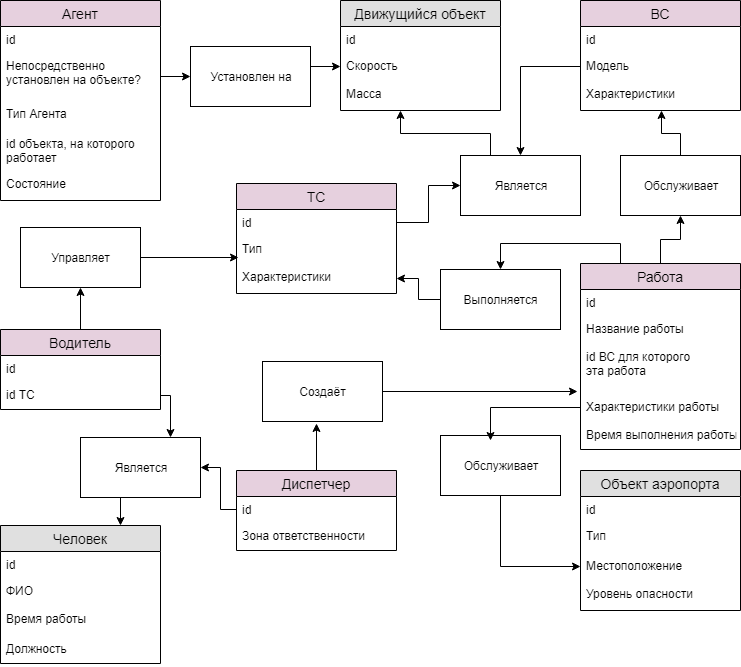 Агент
id
Непосредственно
установлен на объекте?
Тип Агента
id объекта, на которого
работает
Состояние
Установлен на
Движущийся объект
id
Скорость
Масса
ВС
id
Модель
Характеристики
Является
Обслуживает
ТС
id
Тип
Характеристики
Управляет
Выполняется
Работа
id
Название работы
id ВС для которого
эта работа
Характеристики работы
Время выполнения работы
Водитель
id
id ТС
Создаёт
Является
Обслуживает
Диспетчер
id
Зона ответственности
Объект аэропорта
id
Тип
Местоположение
Уровень опасности
Человек
id
ФИО
Время работы
Должность